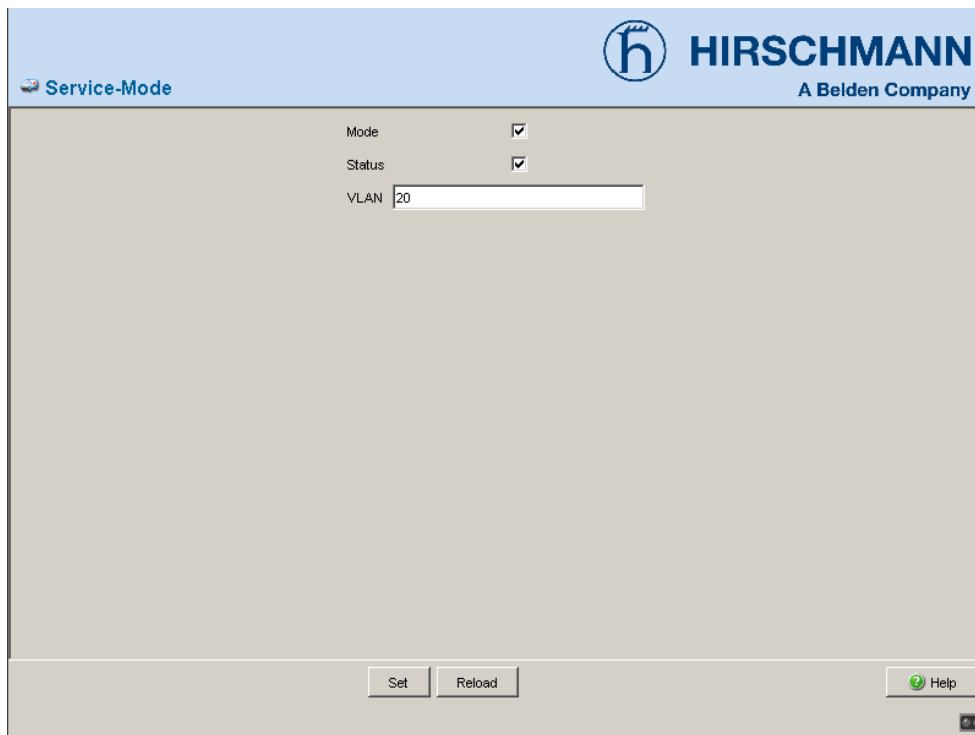 HIRSCHMANN
A Belden Company
Service-Mode
Mode
Status
VLAN 20
Set Reload Help